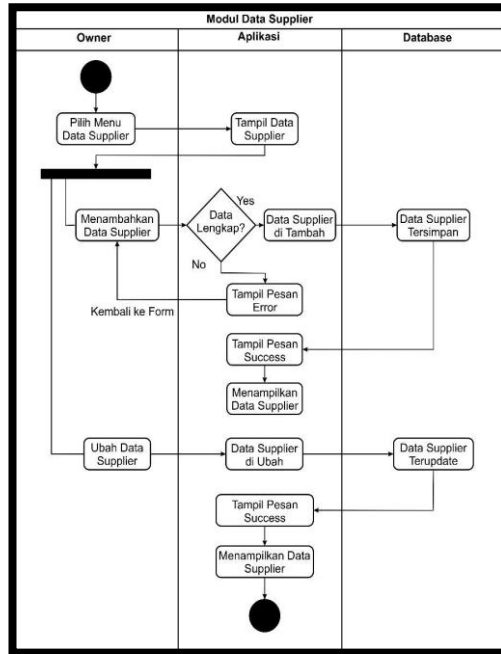 Modul Data Supplier
Owner
Aplikasi
Database
Pilih Menu
Data Supplier
Tampil Data
Supplier
Menambahkan
Data Supplier
Data
Lengkap?
Yes
Data Supplier
di Tambah
Data Supplier
Tersimpan
No
Tampil Pesan
Error
Kembali ke Form
Tampil Pesan
Success
Menampilkan
Data Supplier
Ubah Data
Supplier
Data Supplier
di Ubah
Data Supplier
Terupdate
Tampil Pesan
Success
Menampilkan Data
Supplier